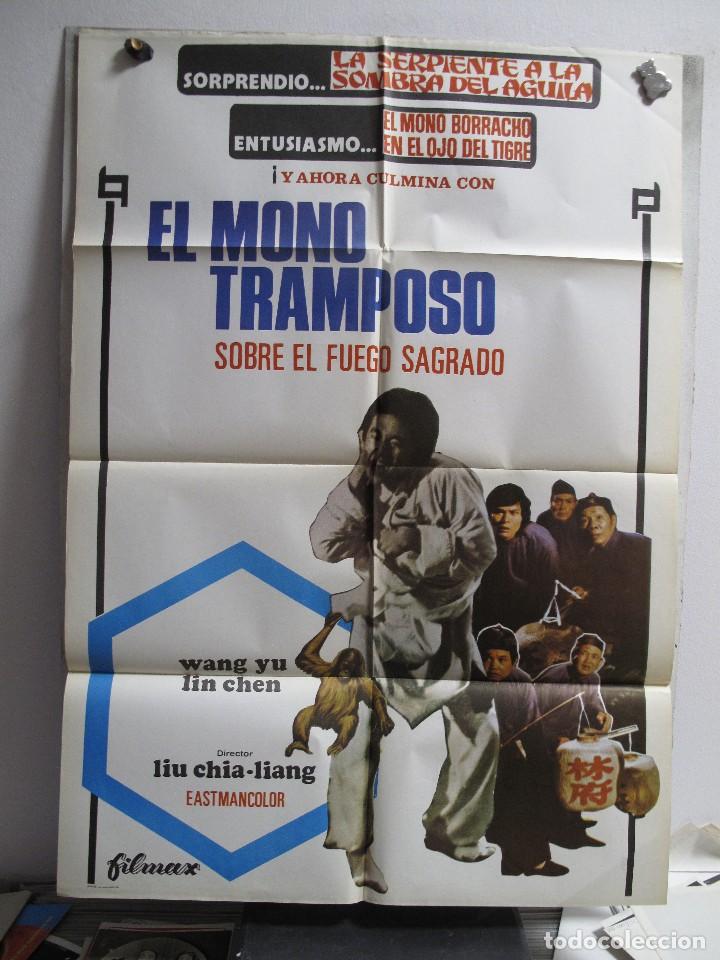 SORPRENDIO... LA SERPIENTE A LA
SOMBRA DEL AGUILA
ENTUSIASMO... EL MONO BORRACHO
EN EL OJO DEL TIGRE
¡Y AHORA CULMINA CON
EL MONO
TRAMPOSO
SOBRE EL FUEGO SAGRADO
wang yu
lin chen
Director
liu chia-liang
EASTMANCOLOR
林
府
filmax
todocoleccion